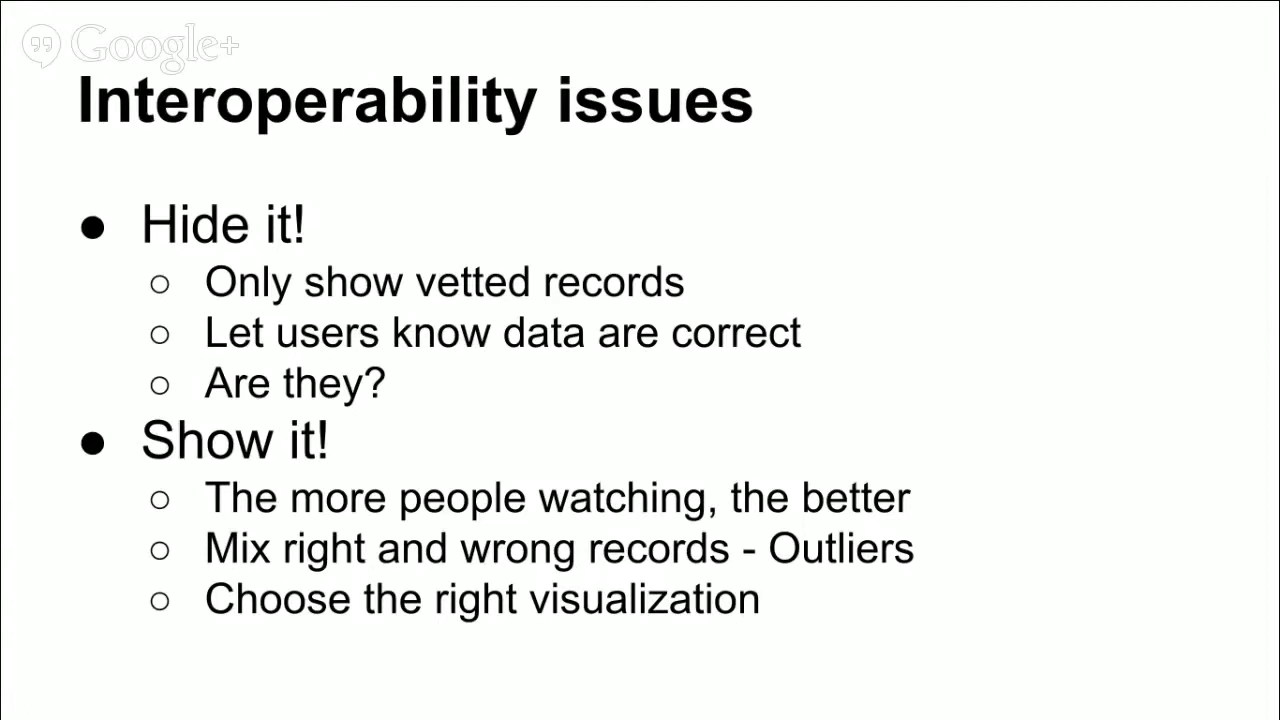 Google+
Interoperability issues
● Hide it!
○ Only show vetted records
○ Let users know data are correct
○ Are they?
● Show it!
○ The more people watching, the better
○ Mix right and wrong records - Outliers
○ Choose the right visualization